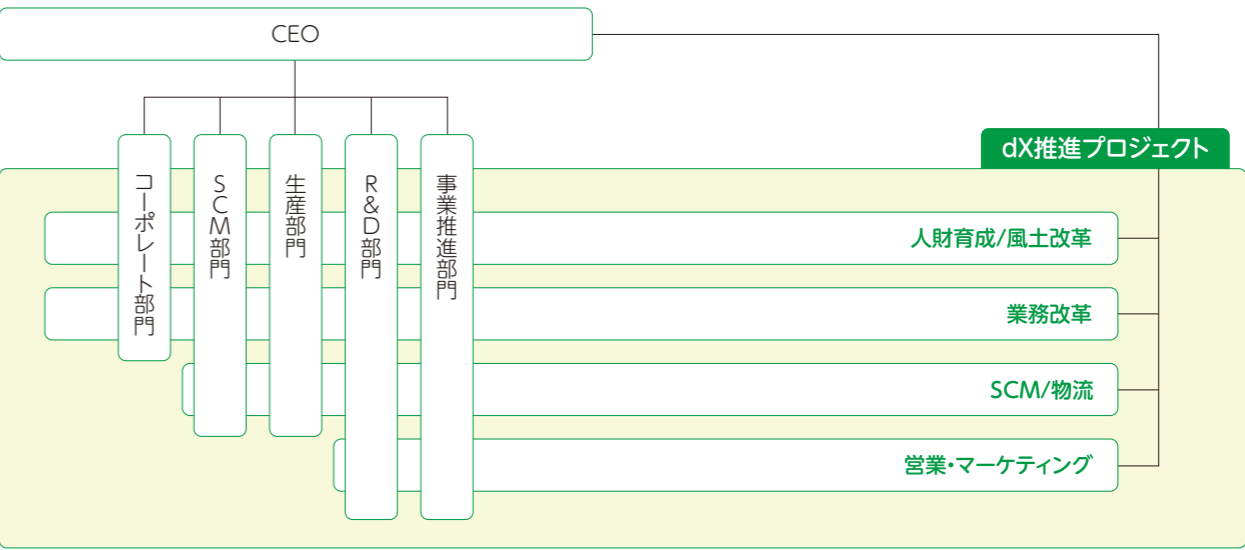 CEO
dX推進プロジェクト
コーポレート部門
SCM部門
生産部門
R&D部門
事業推進部門
人財育成/風土改革
業務改革
SCM/物流
営業・マーケティング